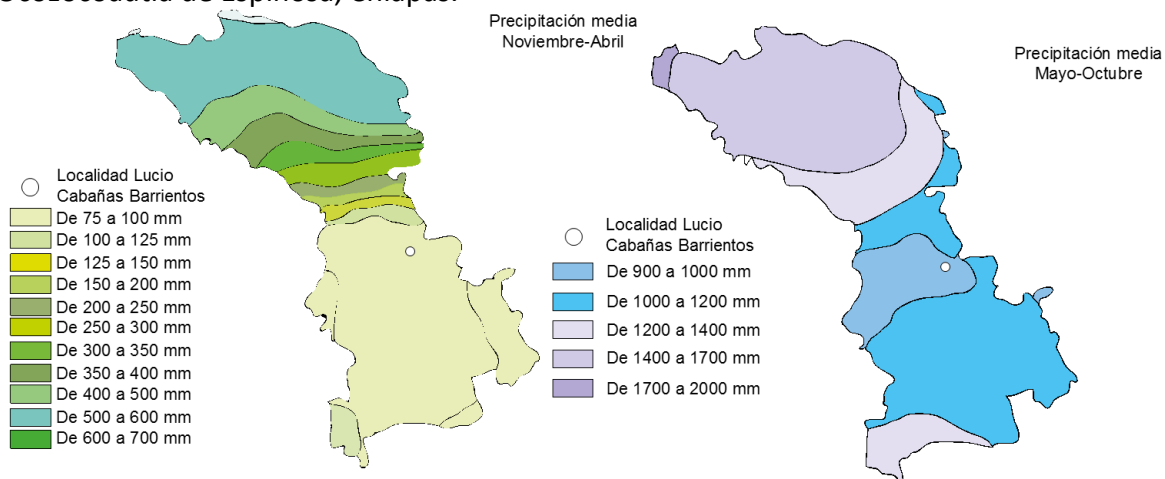 Ocozocoautla de Espinosa, Chiapas.
Precipitación media
Noviembre-Abril
Localidad Lucio
Cabañas Barrientos
De 75 a 100 mm
De 100 a 125 mm
De 125 a 150 mm
De 150 a 200 mm
De 200 a 250 mm
De 250 a 300 mm
De 300 a 350 mm
De 350 a 400 mm
De 400 a 500 mm
De 500 a 600 mm
De 600 a 700 mm
Precipitación media
Mayo-Octubre
Localidad Lucio
Cabañas Barrientos
De 900 a 1000 mm
De 1000 a 1200 mm
De 1200 a 1400 mm
De 1400 a 1700 mm
De 1700 a 2000 mm